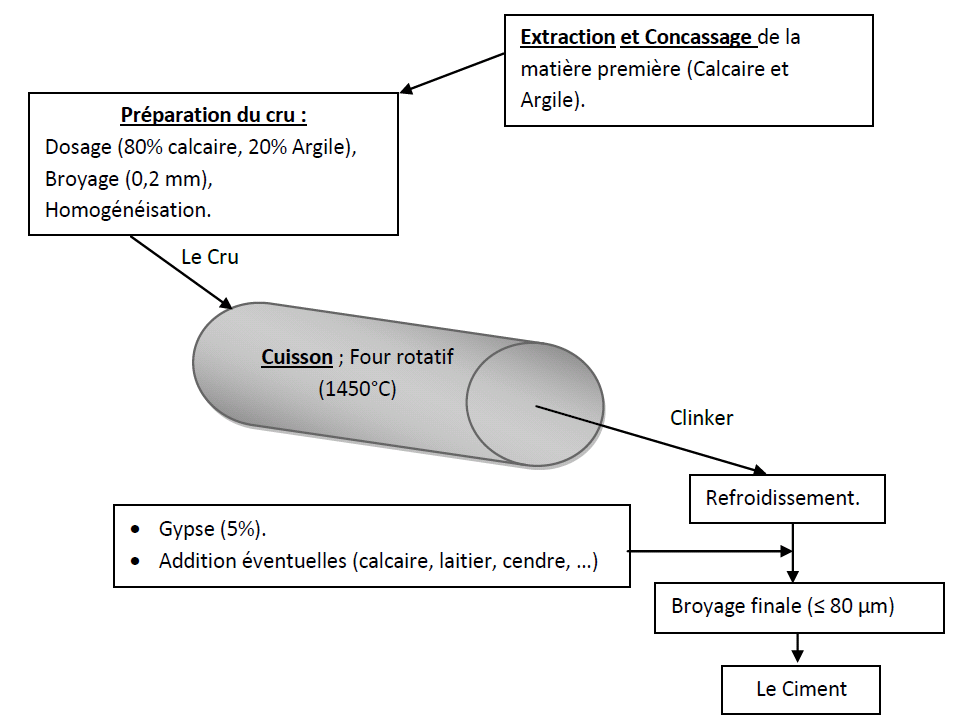 Extraction et Concassage de la
matière première (Calcaire et
Argile).
Préparation du cru :
Dosage (80% calcaire, 20% Argile),
Broyage (0,2 mm),
Homogénéisation.
Le Cru
Cuisson ; Four rotatif
(1450°C)
Clinker
Refroidissement.
• Gypse (5%).
• Addition éventuelles (calcaire, laitier, cendre, ...)
Broyage finale (≤ 80 µm)
Le Ciment